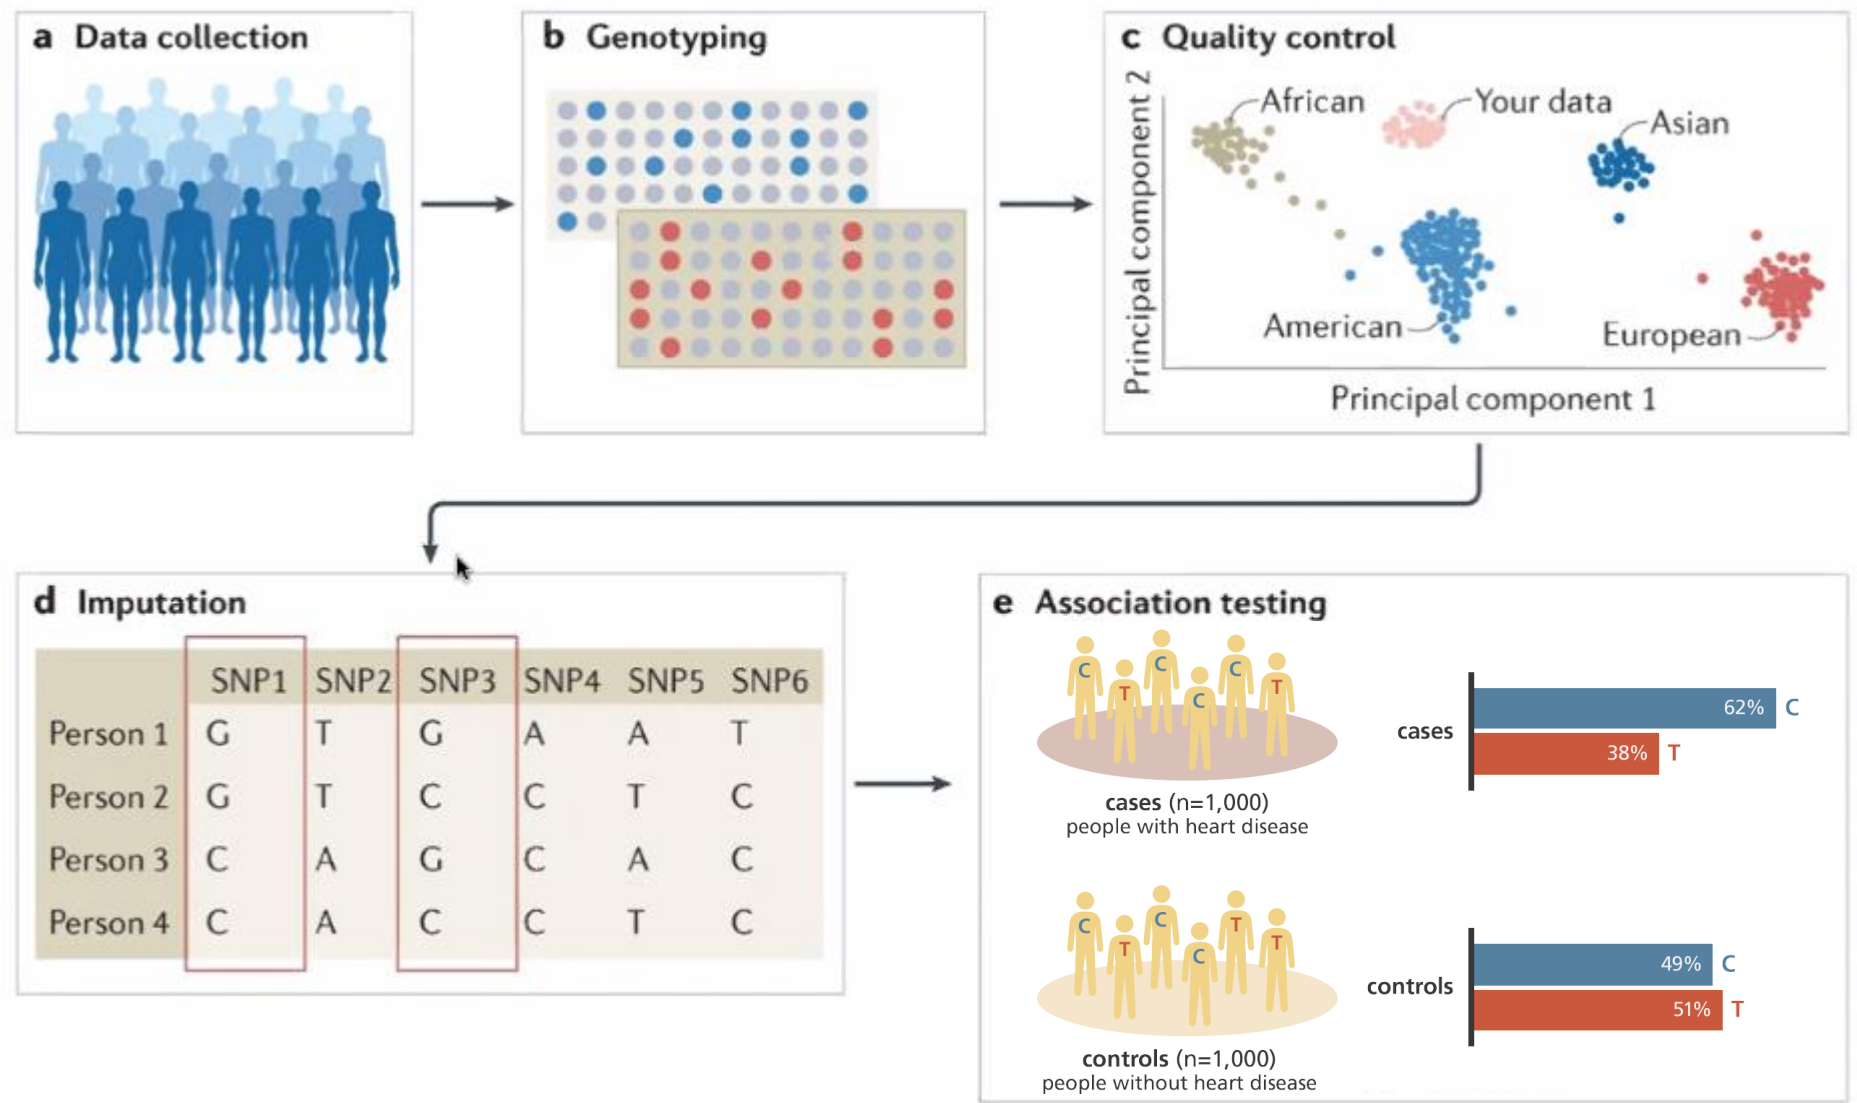 a Data collection
b Genotyping
c Quality control
Principal component 2
African
Your data
Asian
American
European
Principal component 1
d Imputation
SNP1 SNP2 SNP3 SNP4 SNP5 SNP6
Person 1 G T G A A T
Person 2 G T C C T C
Person 3 C A G C A C
Person 4 C A C C T C
e Association testing
C T C C C T
cases (n=1,000)
people with heart disease
cases
62% C
38% T
C T C C T T
controls (n=1,000)
people without heart disease
controls
49% C
51% T